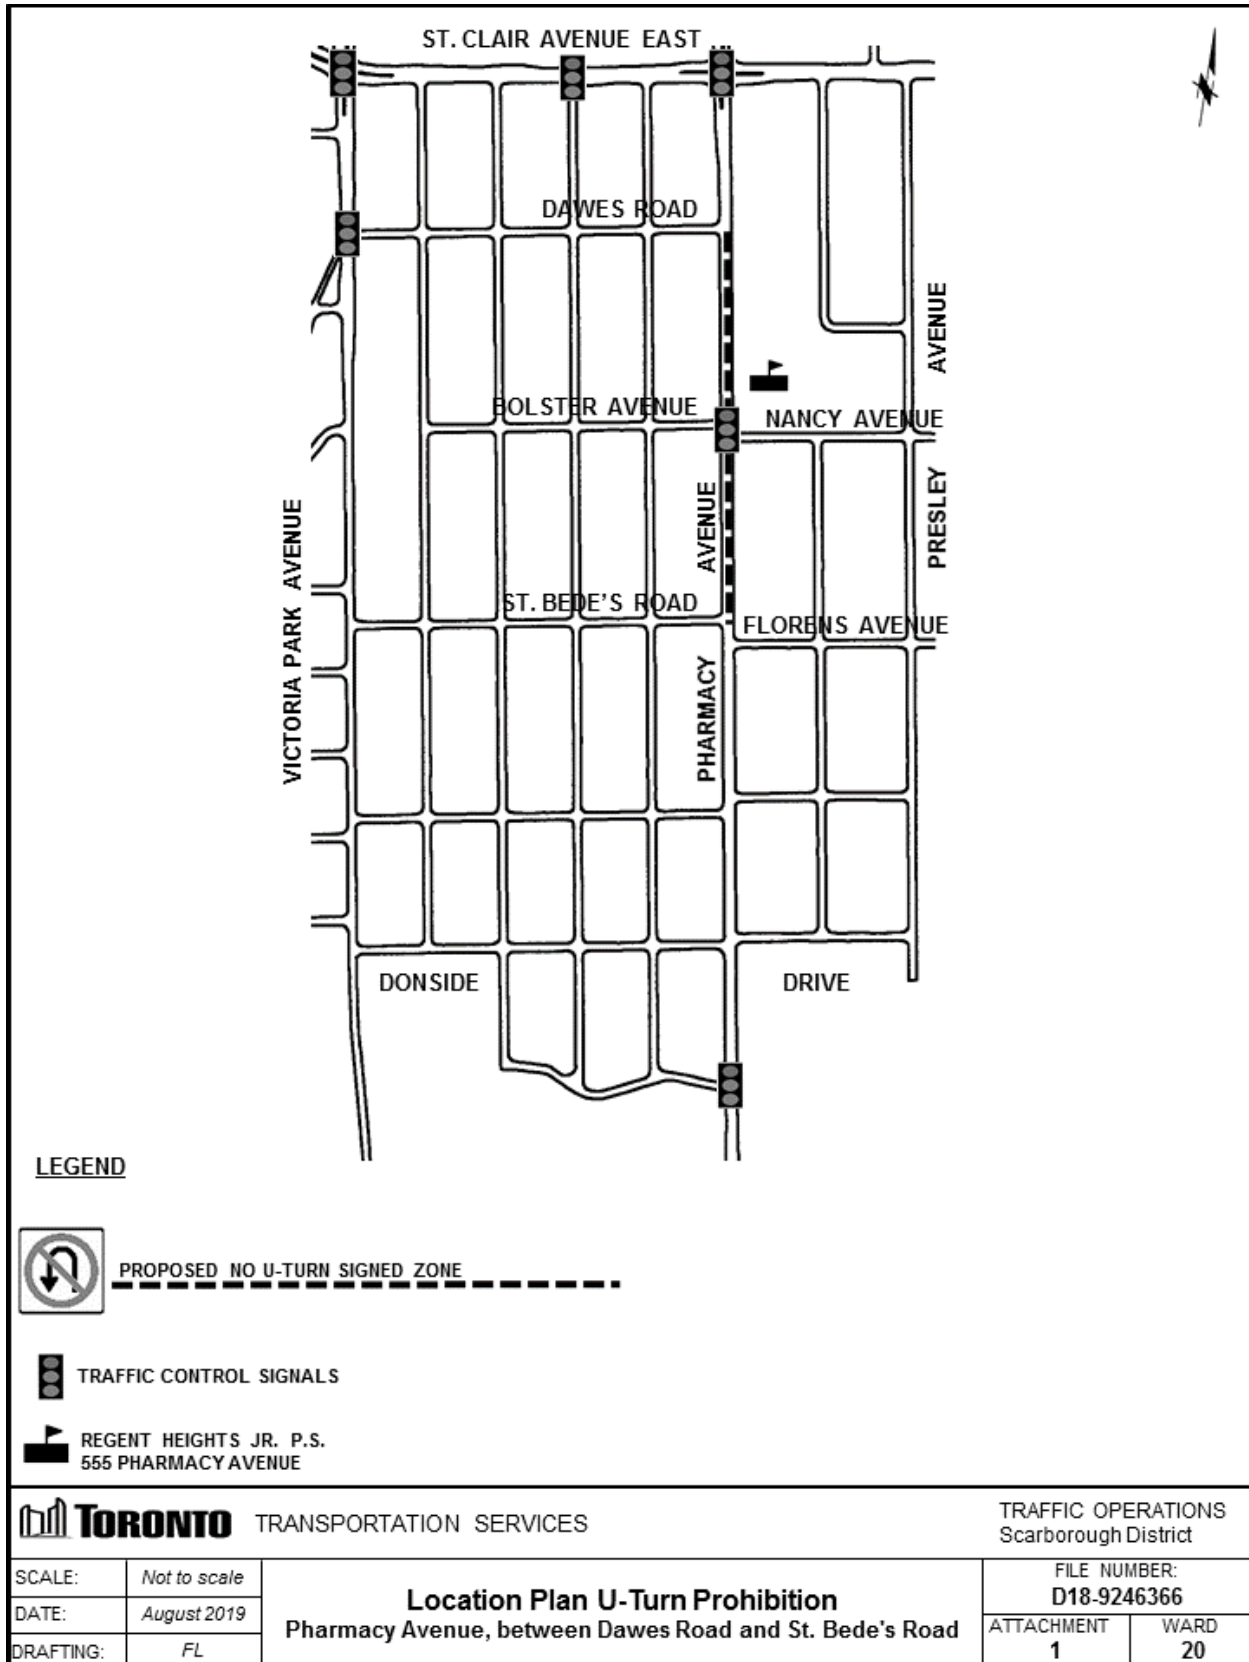 ST. CLAIR AVENUE EAST
DAWES ROAD
AVENUE
BOLSTER AVENUE
NANCY AVENUE
PRESLEY
AVENUE
VICTORIA PARK AVENUE
ST. BEDE'S ROAD
FLORENS AVENUE
PHARMACY
DONSIDE
DRIVE
LEGEND
PROPOSED NO U-TURN SIGNED ZONE
TRAFFIC CONTROL SIGNALS
REGENT HEIGHTS JR. P.S.
555 PHARMACY AVENUE
TORONTO TRANSPORTATION SERVICES
TRAFFIC OPERATIONS
Scarborough District
SCALE: Not to scale
DATE: August 2019
DRAFTING: FL
Location Plan U-Turn Prohibition
Pharmacy Avenue, between Dawes Road and St. Bede's Road
FILE NUMBER:
D18-9246366
ATTACHMENT
1
WARD
20